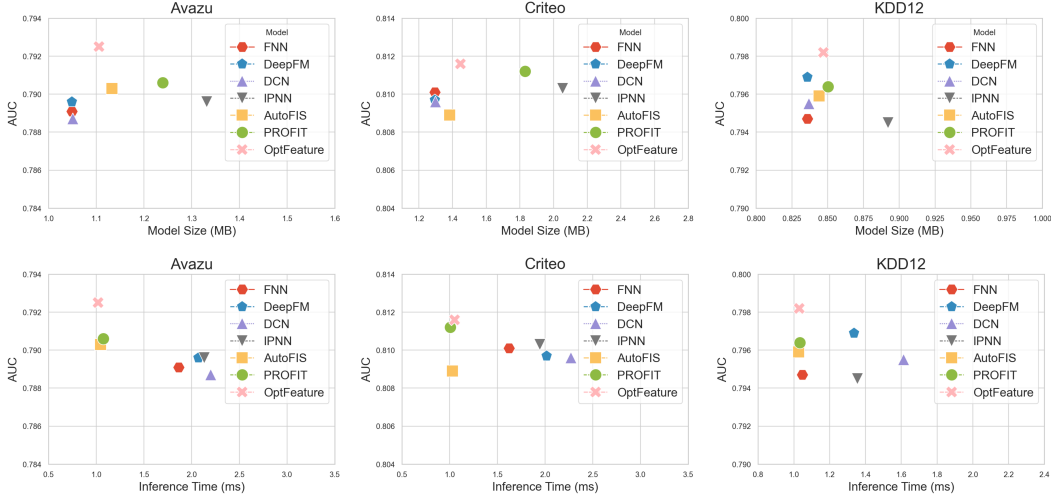 Avazu
0.794
0.792
0.790
0.788
0.786
0.784
AUC
1.0 1.1 1.2 1.3 1.4 1.5 1.6
Model Size (MB)
Model
FNN
DeepFM
DCN
IPNN
AutoFIS
PROFIT
OptFeature
Criteo
0.814
0.812
0.810
0.808
0.806
0.804
AUC
1.2 1.4 1.6 1.8 2.0 2.2 2.4 2.6 2.8
Model Size (MB)
Model
FNN
DeepFM
DCN
IPNN
AutoFIS
PROFIT
OptFeature
KDD12
0.800
0.798
0.796
0.794
0.792
0.790
AUC
0.800 0.825 0.850 0.875 0.900 0.925 0.950 0.975 1.000
Model Size (MB)
Model
FNN
DeepFM
DCN
IPNN
AutoFIS
PROFIT
OptFeature
Avazu
0.794
0.792
0.790
0.788
0.786
0.784
AUC
0.5 1.0 1.5 2.0 2.5 3.0 3.5
Inference Time (ms)
FNN
DeepFM
DCN
IPNN
AutoFIS
PROFIT
OptFeature
Criteo
0.814
0.812
0.810
0.808
0.806
0.804
AUC
0.5 1.0 1.5 2.0 2.5 3.0 3.5
Inference Time (ms)
FNN
DeepFM
DCN
IPNN
AutoFIS
PROFIT
OptFeature
KDD12
0.800
0.798
0.796
0.794
0.792
0.790
AUC
0.8 1.0 1.2 1.4 1.6 1.8 2.0 2.2 2.4
Inference Time (ms)
FNN
DeepFM
DCN
IPNN
AutoFIS
PROFIT
OptFeature